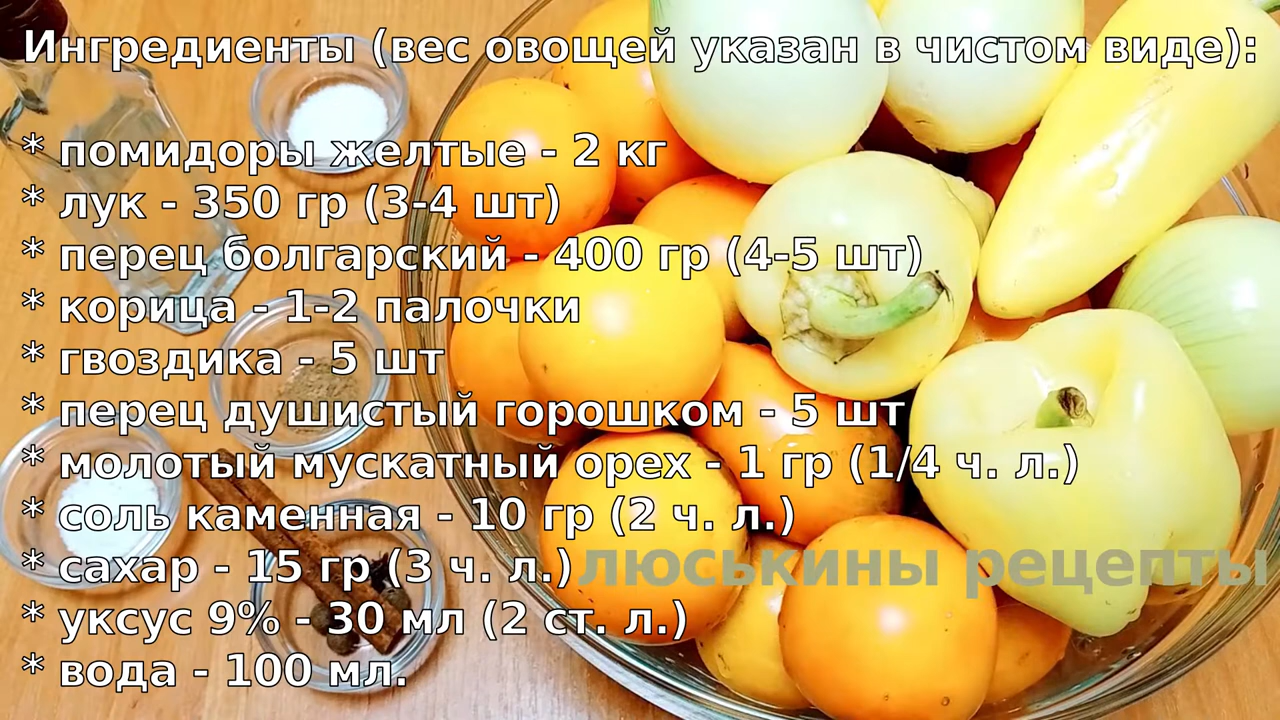 Ингредиенты (вес овощей указан в чистом виде):
* помидоры желтые - 2 кг
* лук - 350 гр (3-4 шт)
* перец болгарский - 400 гр (4-5 шт)
* корица - 1-2 палочки
* гвоздика - 5 шт
* перец душистый горошком - 5 шт
* молотый мускатный орех - 1 гр (1/4 ч. л.)
* соль каменная - 10 гр (2 ч. л.)
* сахар - 15 гр (3 ч. л.)
люськины рецепты
* уксус 9% - 30 мл (2 ст. л.)
* вода - 100 мл.